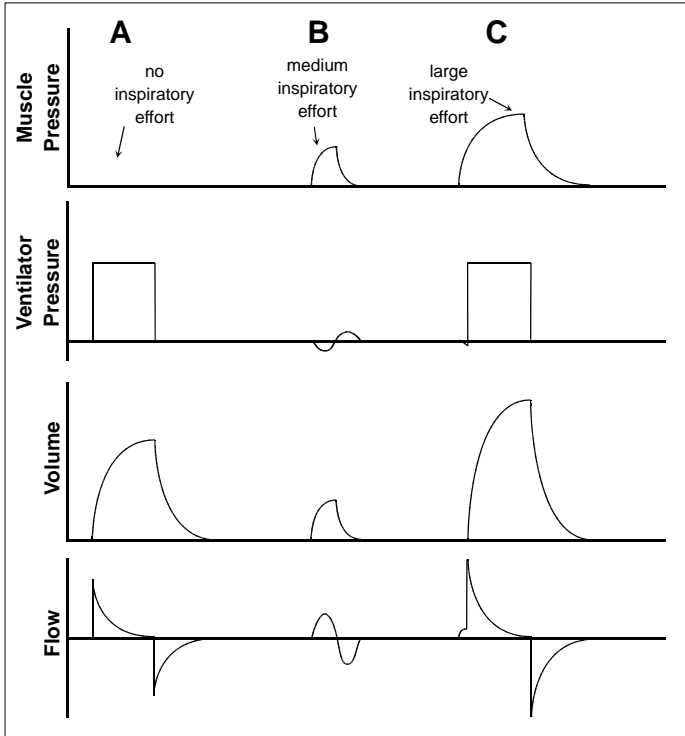 A
B
C
no
inspiratory
effort
medium
inspiratory
effort
large
inspiratory
effort
Muscle
Pressure
Ventilator
Pressure
Volume
Flow